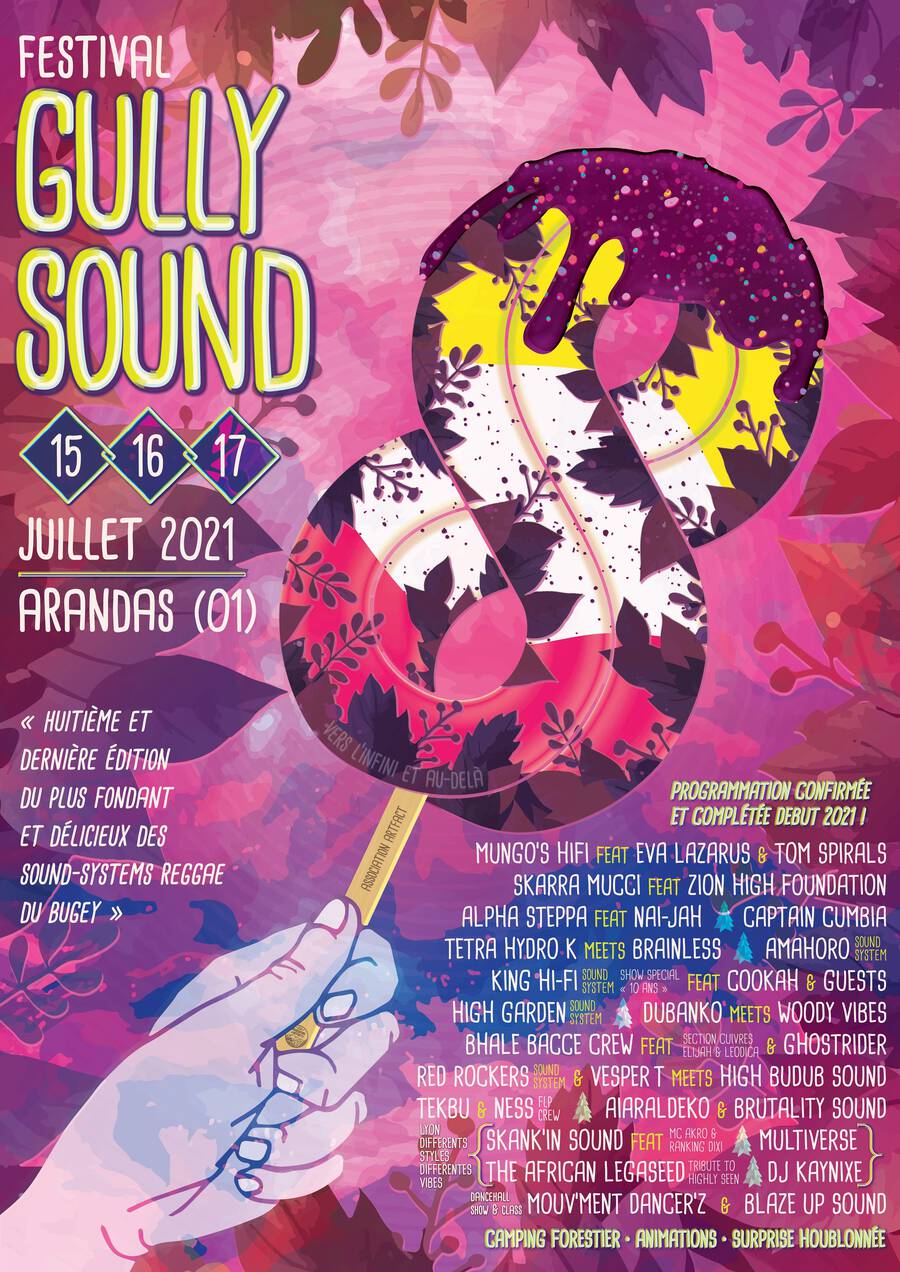 FESTIVAL
GULLY
SOUND
15 16 17
JUILLET 2021
ARANDAS (01)
« HUITIÈME ET
DERNIÈRE ÉDITION
DU PLUS FONDANT
ET DÉLICIEUX DES
SOUND-SYSTEMS REGGAE
DU BUGEY »
VERS L'INFINI ET AU-DELÀ
ASSOCIATION ARTFACT
PROGRAMMATION CONFIRMÉE
ET COMPLÉTÉE DEBUT 2021 !
MUNGO'S HIFI FEAT EVA LAZARUS & TOM SPIRALS
SKARRA MUCCI FEAT ZION HIGH FOUNDATION
ALPHA STEPPA FEAT NAI-JAH CAPTAIN CUMBIA
TETRA HYDRO K MEETS BRAINLESS AMAHORO SOUND SYSTEM
KING HI-FI SOUND SYSTEM SHOW SPECIAL « 10 ANS » FEAT COOKAH & GUESTS
HIGH GARDEN SOUND SYSTEM DUBANKO MEETS WOODY VIBES
BHALE BACCE CREW FEAT SECTION CUIVRES ELIJAH & LEODICA & GHOSTRIDER
RED ROCKERS SOUND SYSTEM & VESPER T MEETS HIGH BUDUB SOUND
TEKBU & NESS FLP CREW AIARALDEKO & BRUTALITY SOUND
LYON DIFFERENTS STYLES DIFFERENTES VIBES
SKANK'IN SOUND FEAT MC AKRO & RANKING DIXI MULTIVERSE
THE AFRICAN LEGASEED TRIBUTE TO HIGHLY SEEN DJ KAYNIXE
DANCEHALL SHOW & CLASS MOUV'MENT DANCER'Z & BLAZE UP SOUND
CAMPING FORESTIER • ANIMATIONS • SURPRISE HOUBLONNÉE